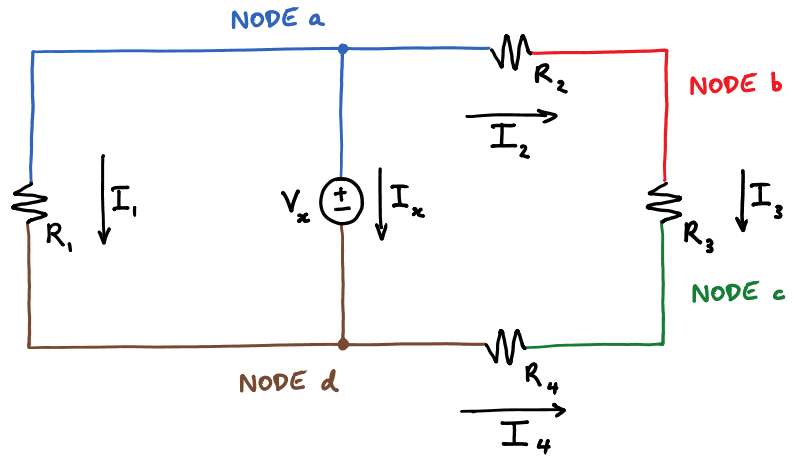 NODE a
R₂
NODE b
I₂
I₁
Vₓ
+
−
Iₓ
I₃
R₁
R₃
NODE c
NODE d
R₄
I₄